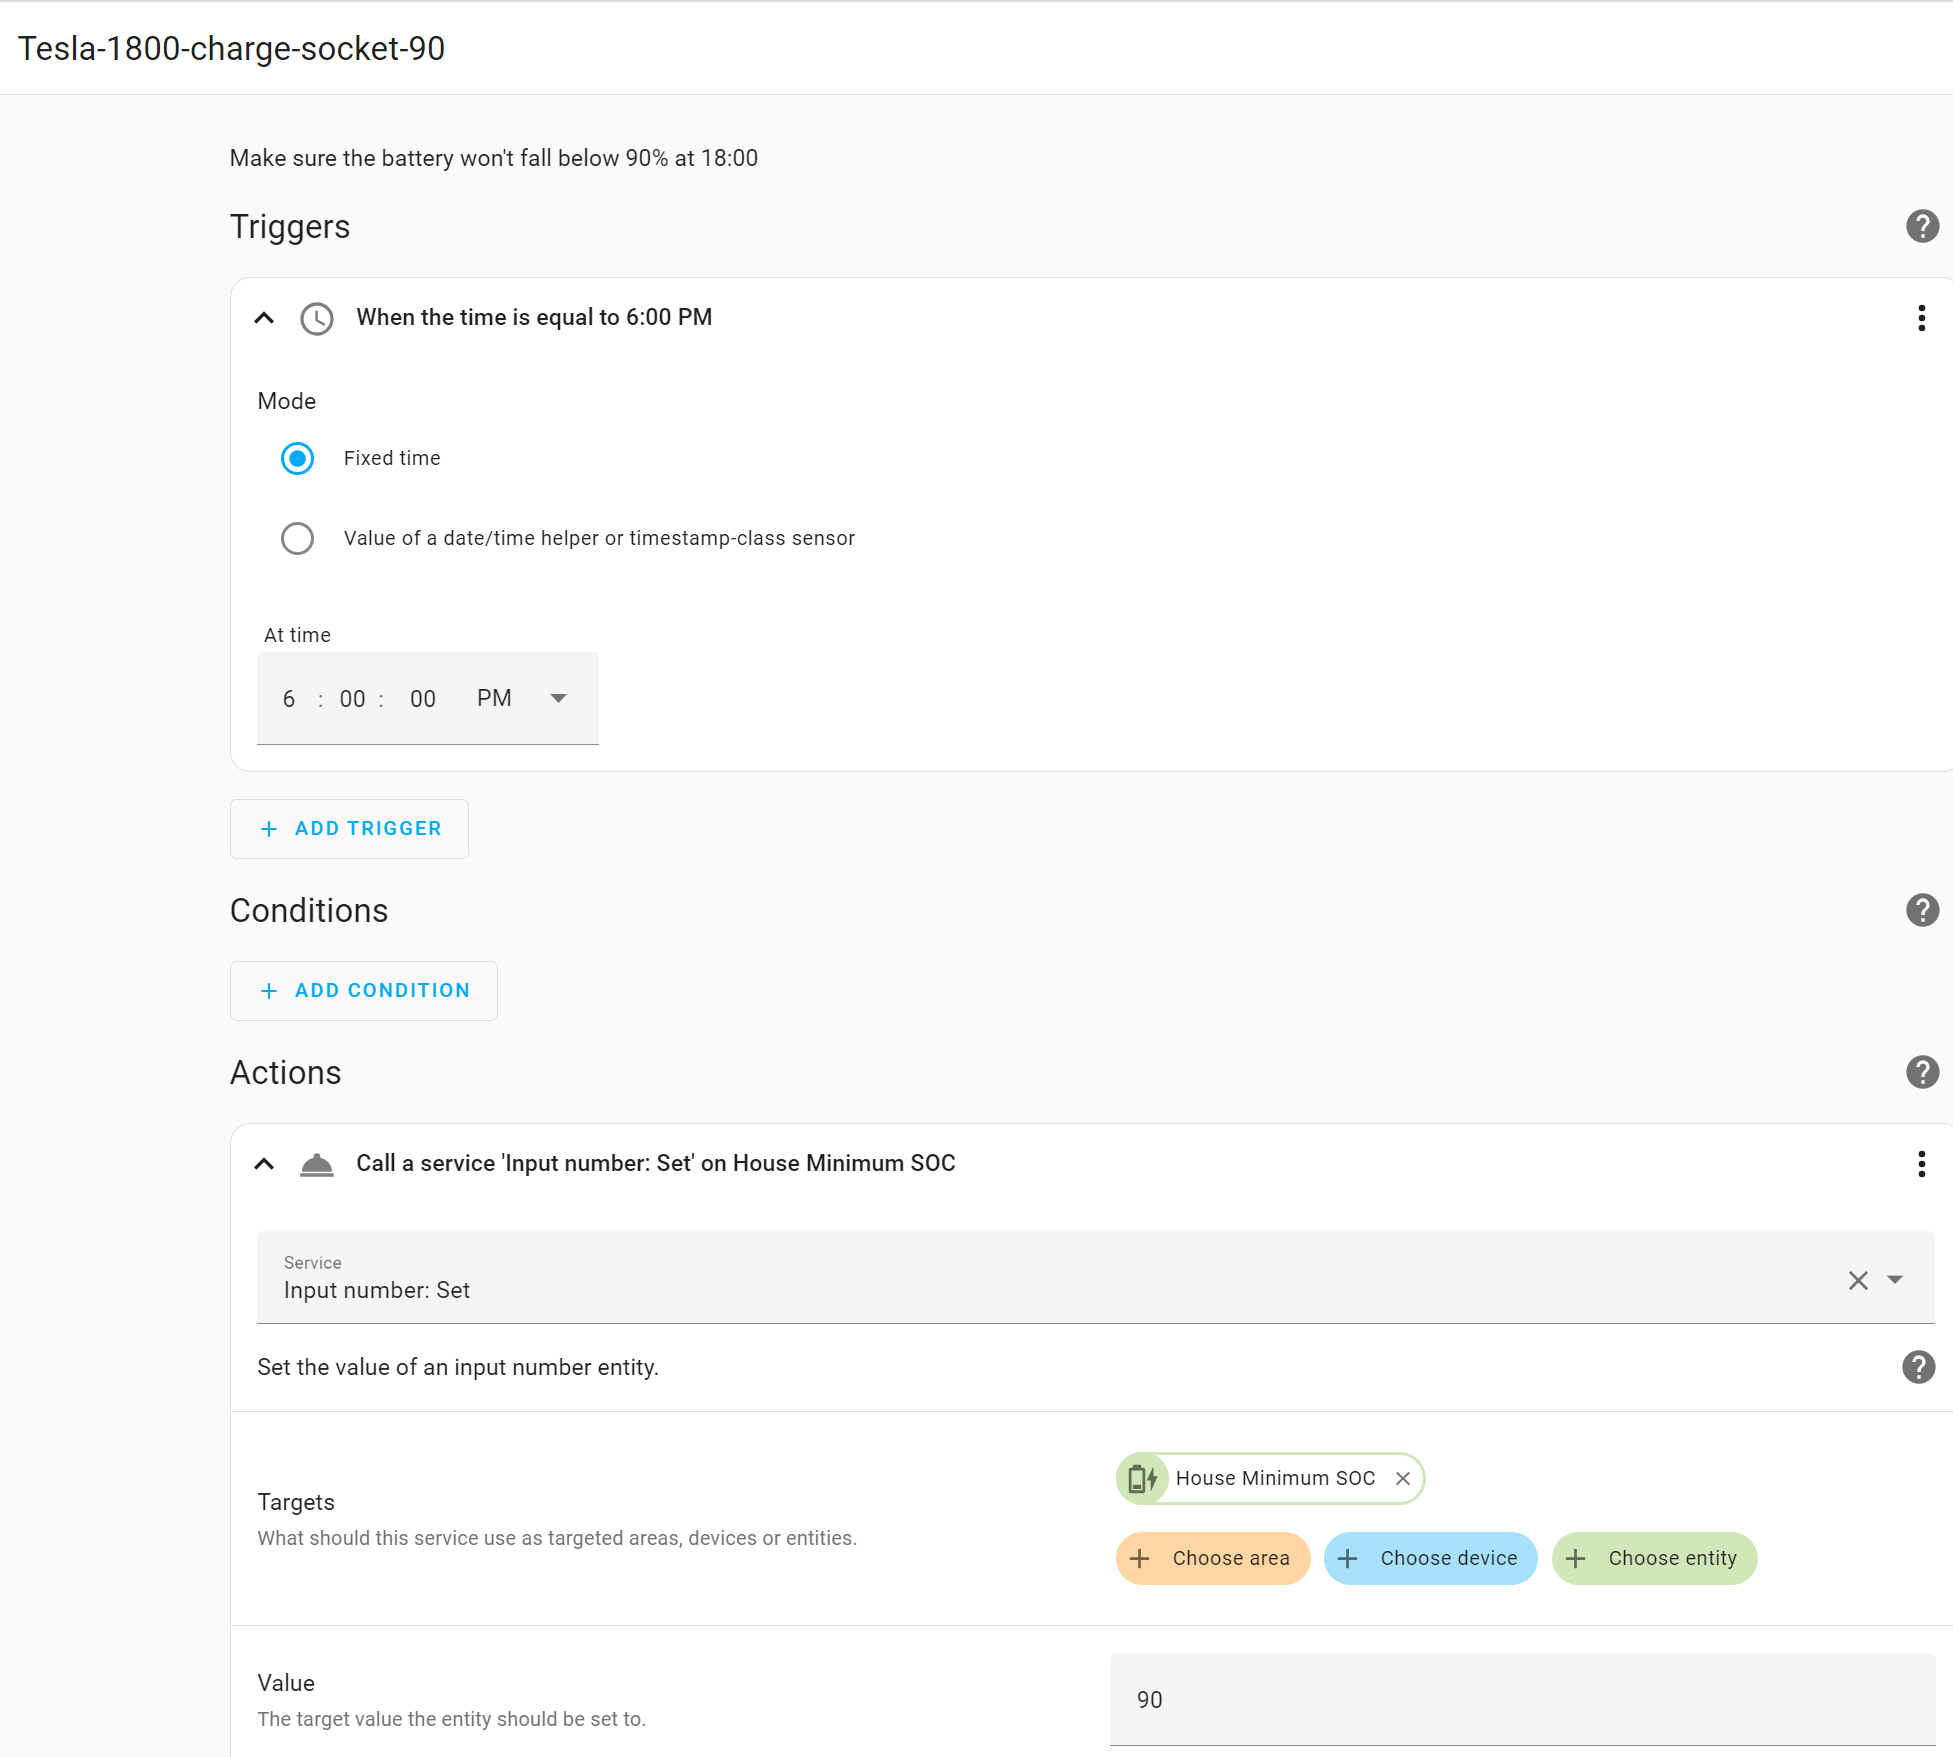 Tesla-1800-charge-socket-90
Make sure the battery won't fall below 90% at 18:00
Triggers
When the time is equal to 6:00 PM
Mode
Fixed time
Value of a date/time helper or timestamp-class sensor
At time
6 : 00 : 00 PM
+ ADD TRIGGER
Conditions
+ ADD CONDITION
Actions
Call a service 'Input number: Set' on House Minimum SOC
Service
Input number: Set
Set the value of an input number entity.
House Minimum SOC
Targets
What should this service use as targeted areas, devices or entities.
+ Choose area + Choose device + Choose entity
Value
90
The target value the entity should be set to.